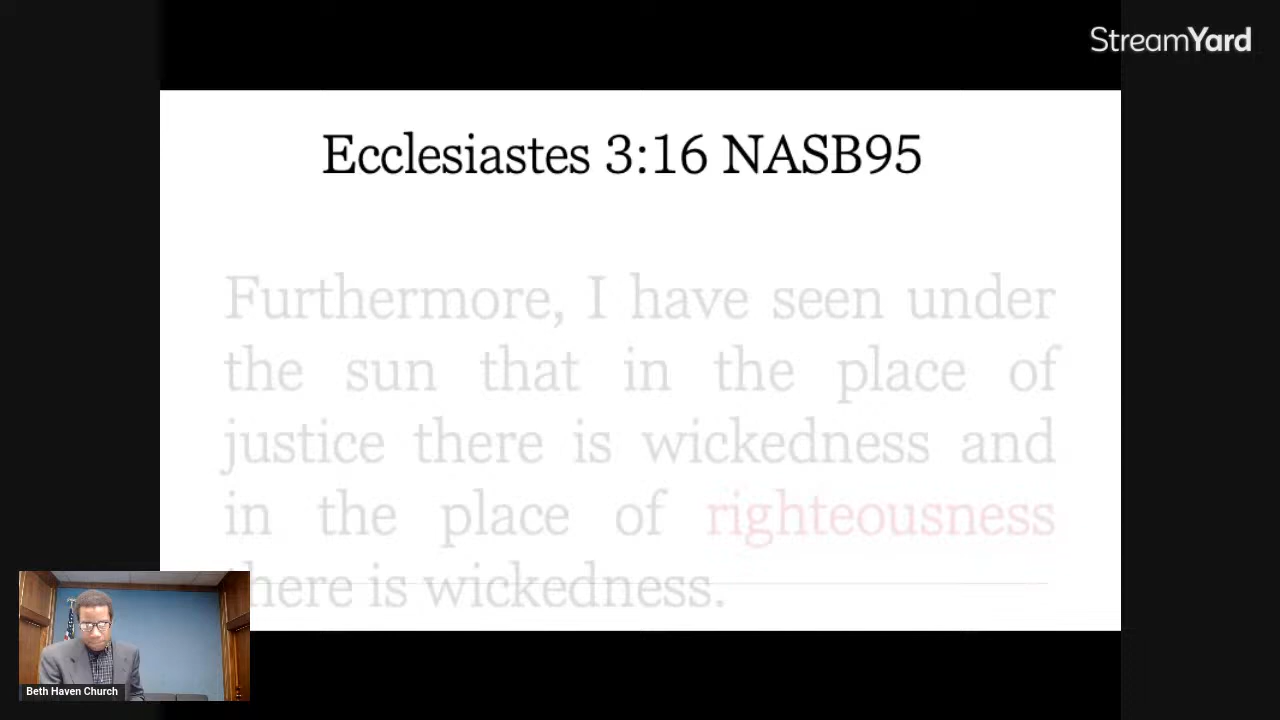 StreamYard
Ecclesiastes 3:16 NASB95
Furthermore, I have seen under
the sun that in the place of
justice there is wickedness and
in the place of righteousness
there is wickedness.
Beth Haven Church